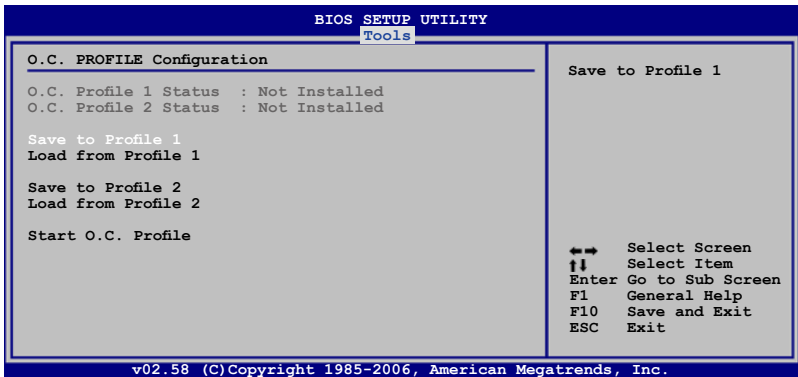 BIOS SETUP UTILITY
Tools
O.C. PROFILE Configuration
O.C. Profile 1 Status : Not Installed
O.C. Profile 2 Status : Not Installed
Save to Profile 1
Load from Profile 1
Save to Profile 2
Load from Profile 2
Start O.C. Profile
Save to Profile 1
←→ Select Screen
↑↓ Select Item
Enter Go to Sub Screen
F1 General Help
F10 Save and Exit
ESC Exit
v02.58 (C)Copyright 1985-2006, American Megatrends, Inc.